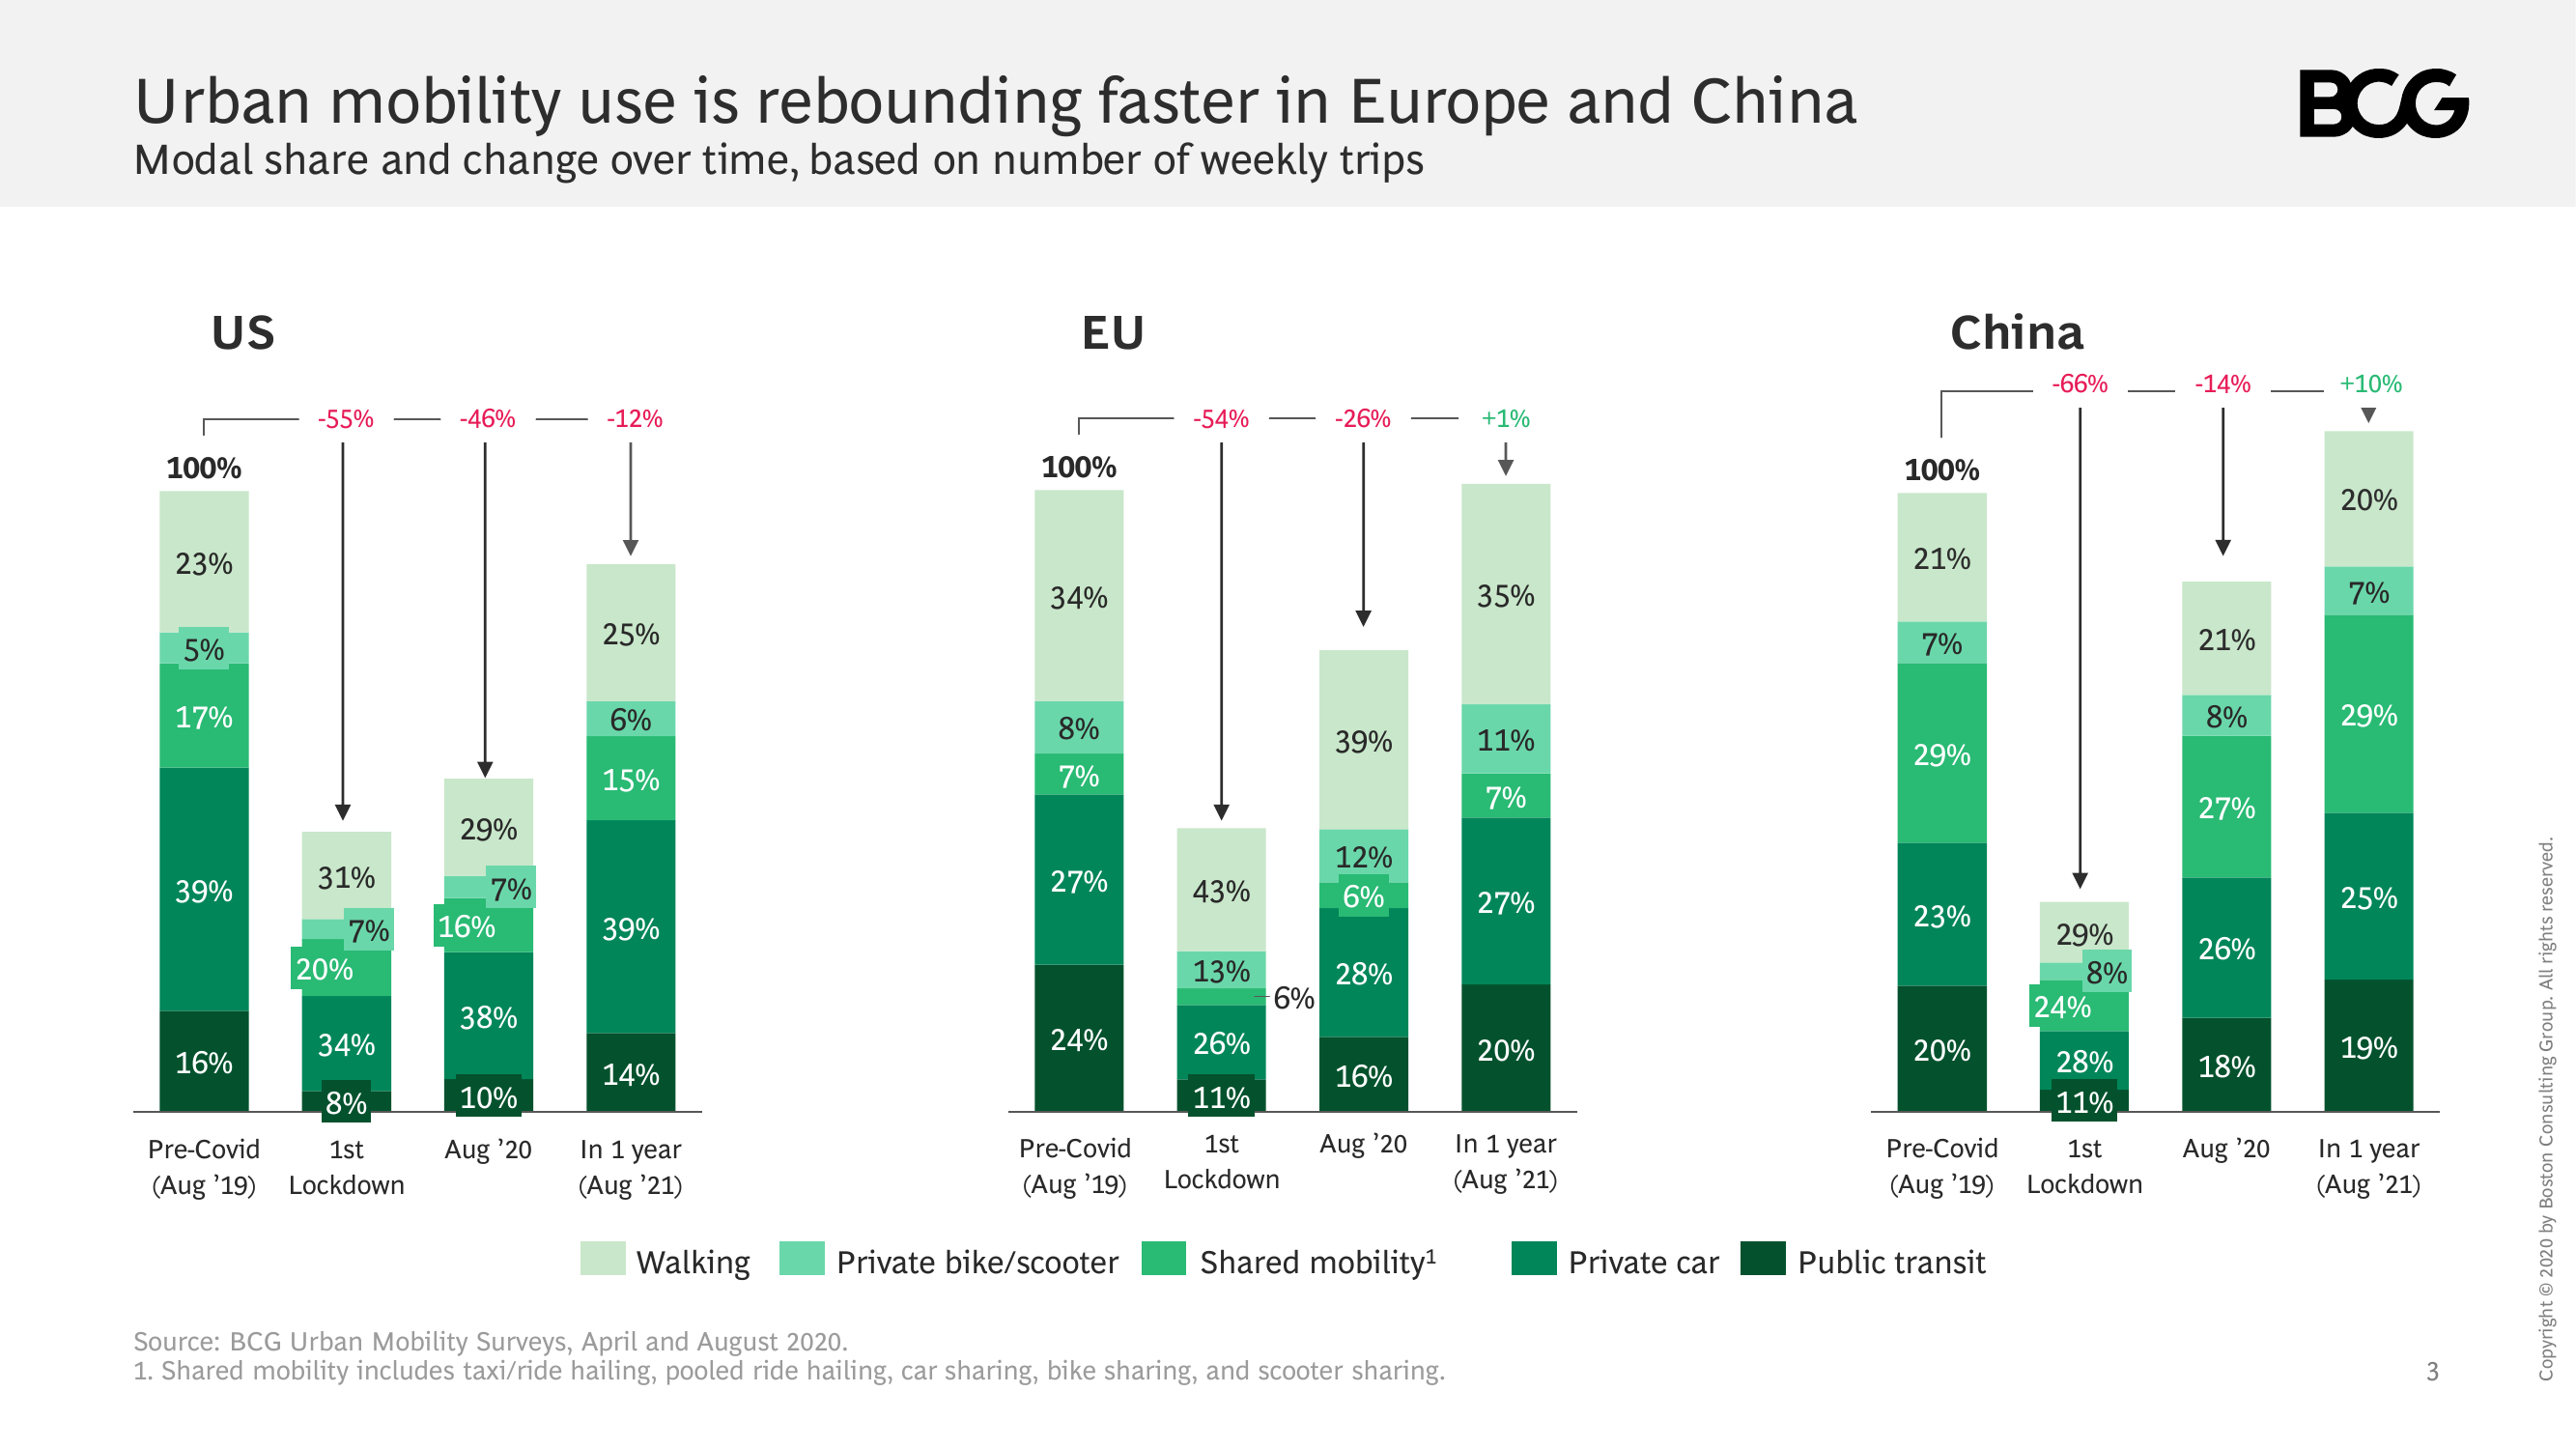 Urban mobility use is rebounding faster in Europe and China
Modal share and change over time, based on number of weekly trips
BCG
US
-55%
-46%
-12%
100%
23%
5%
17%
39%
16%
31%
7%
20%
34%
8%
29%
7%
16%
38%
10%
25%
6%
15%
39%
14%
Pre-Covid
(Aug ’19)
1st
Lockdown
Aug ’20
In 1 year
(Aug ’21)
EU
-54%
-26%
+1%
100%
34%
8%
7%
27%
24%
43%
13%
6%
26%
11%
39%
12%
6%
28%
16%
35%
11%
7%
27%
20%
Pre-Covid
(Aug ’19)
1st
Lockdown
Aug ’20
In 1 year
(Aug ’21)
China
-66%
-14%
+10%
100%
21%
7%
29%
23%
20%
29%
8%
24%
28%
11%
21%
8%
27%
26%
18%
20%
7%
29%
25%
19%
Pre-Covid
(Aug ’19)
1st
Lockdown
Aug ’20
In 1 year
(Aug ’21)
Walking
Private bike/scooter
Shared mobility¹
Private car
Public transit
Source: BCG Urban Mobility Surveys, April and August 2020.
1. Shared mobility includes taxi/ride hailing, pooled ride hailing, car sharing, bike sharing, and scooter sharing.
3
Copyright © 2020 by Boston Consulting Group. All rights reserved.